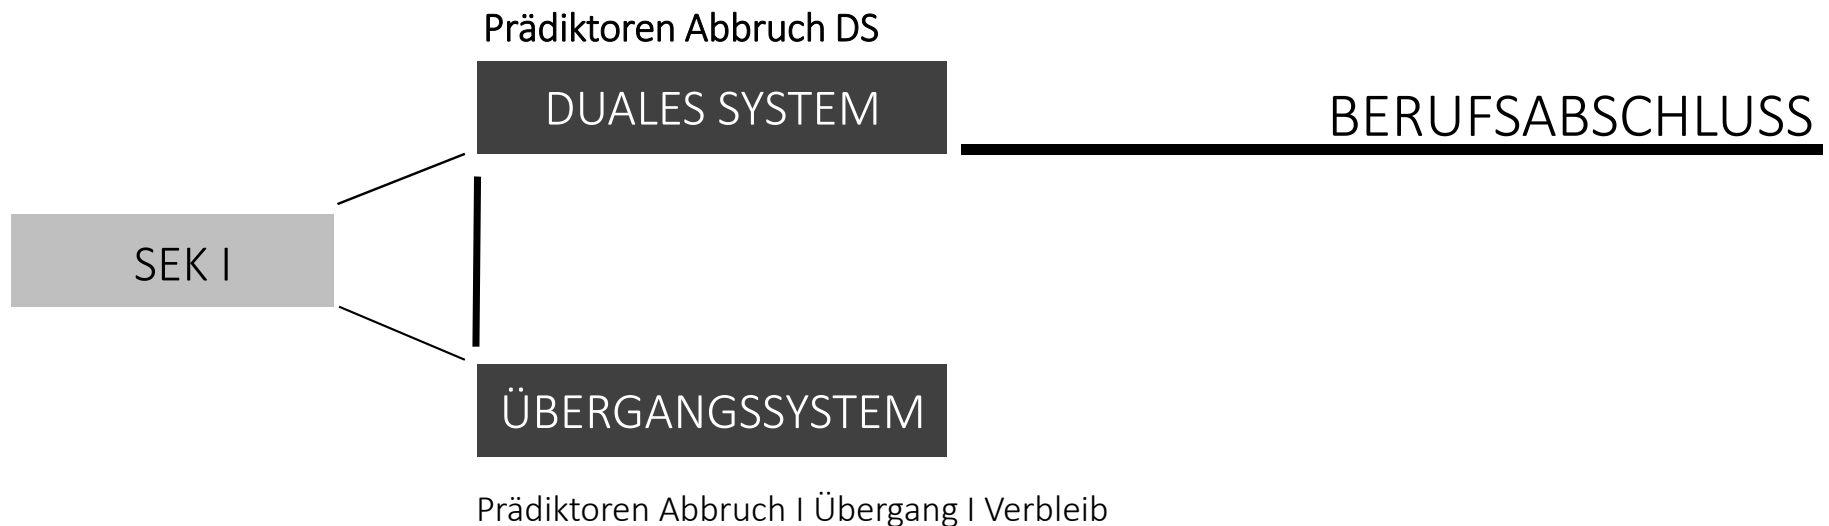 Prädiktoren Abbruch DS
DUALES SYSTEM
BERUFSABSCHLUSS
SEK I
ÜBERGANGSSYSTEM
Prädiktoren Abbruch I Übergang I Verbleib